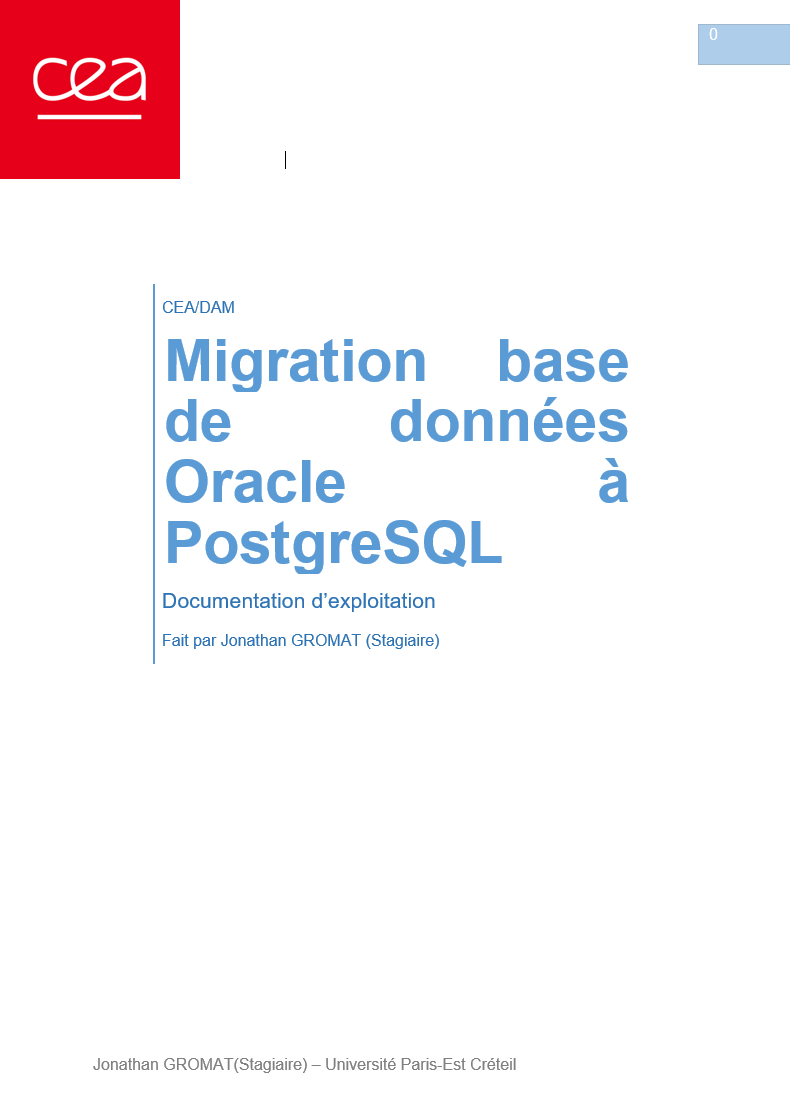 cea
0
CEA/DAM
Migration base
de données
Oracle à
PostgreSQL
Documentation d’exploitation
Fait par Jonathan GROMAT (Stagiaire)
Jonathan GROMAT(Stagiaire) – Université Paris-Est Créteil